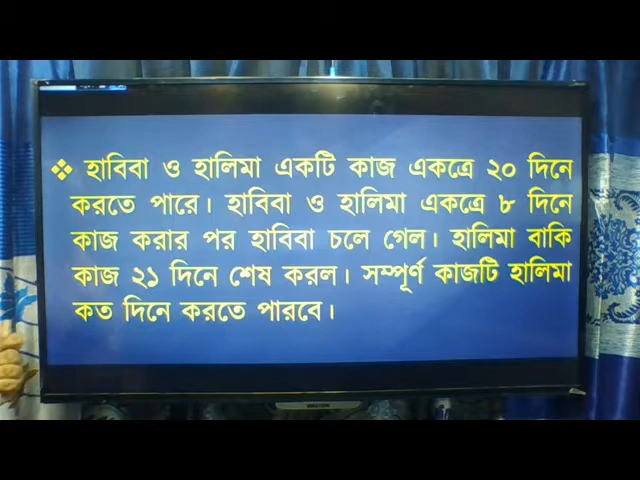 ❖ হাবিবা ও হালিমা একটি কাজ একত্রে ২০ দিনে
করতে পারে। হাবিবা ও হালিমা একত্রে ৮ দিনে
কাজ করার পর হাবিবা চলে গেল। হালিমা বাকি
কাজ ২১ দিনে শেষ করল। সম্পূর্ণ কাজটি হালিমা
কত দিনে করতে পারবে।